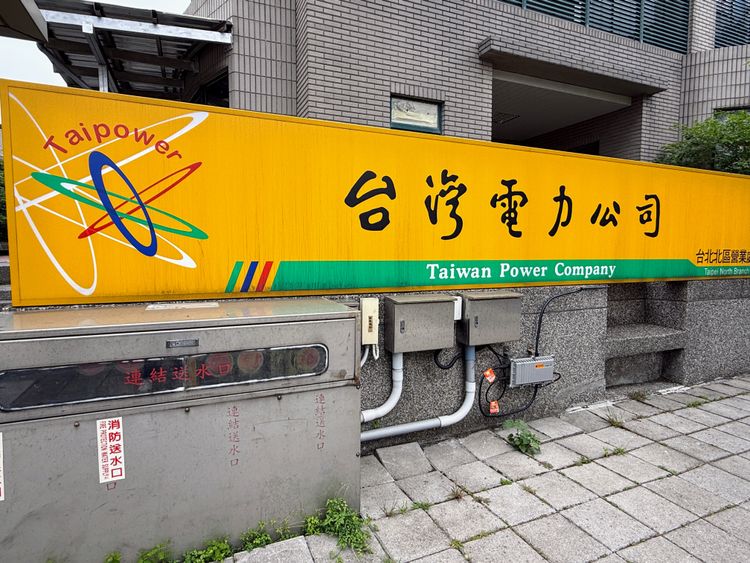 Taipower
台灣電力公司
Taiwan Power Company
台北北區營業
Taipei North Branch
連結送水口
連結送水口
連結送水口
消防送水口